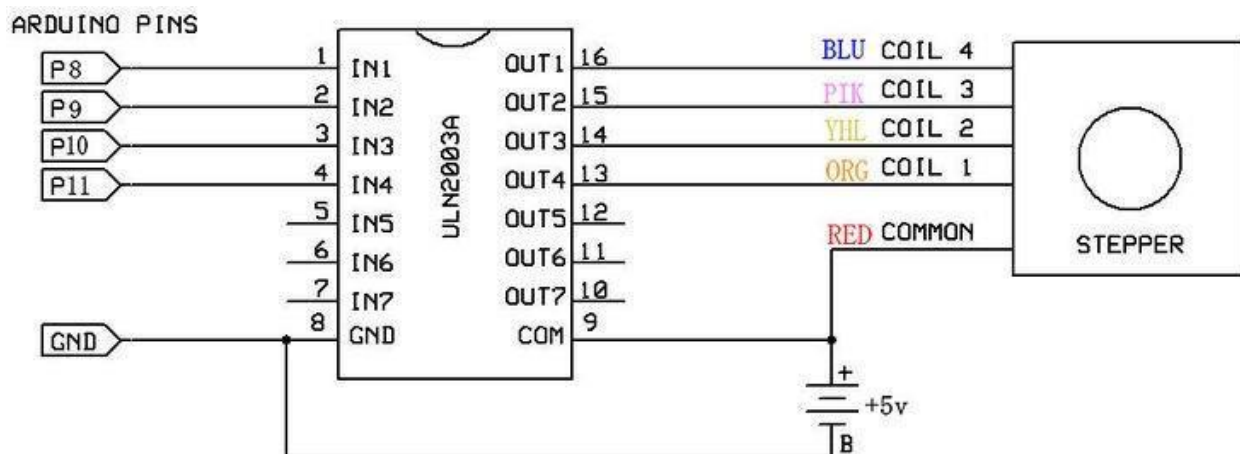 ARDUINO PINS
P8 1 IN1 OUT1 16 BLU COIL 4
P9 2 IN2 OUT2 15 PIK COIL 3
P10 3 IN3 OUT3 14 YHL COIL 2
P11 4 IN4 OUT4 13 ORG COIL 1
5 IN5 OUT5 12
6 IN6 OUT6 11
7 IN7 OUT7 10
GND 8 GND COM 9
ULN2003A
RED COMMON
STEPPER
+
+5v
B